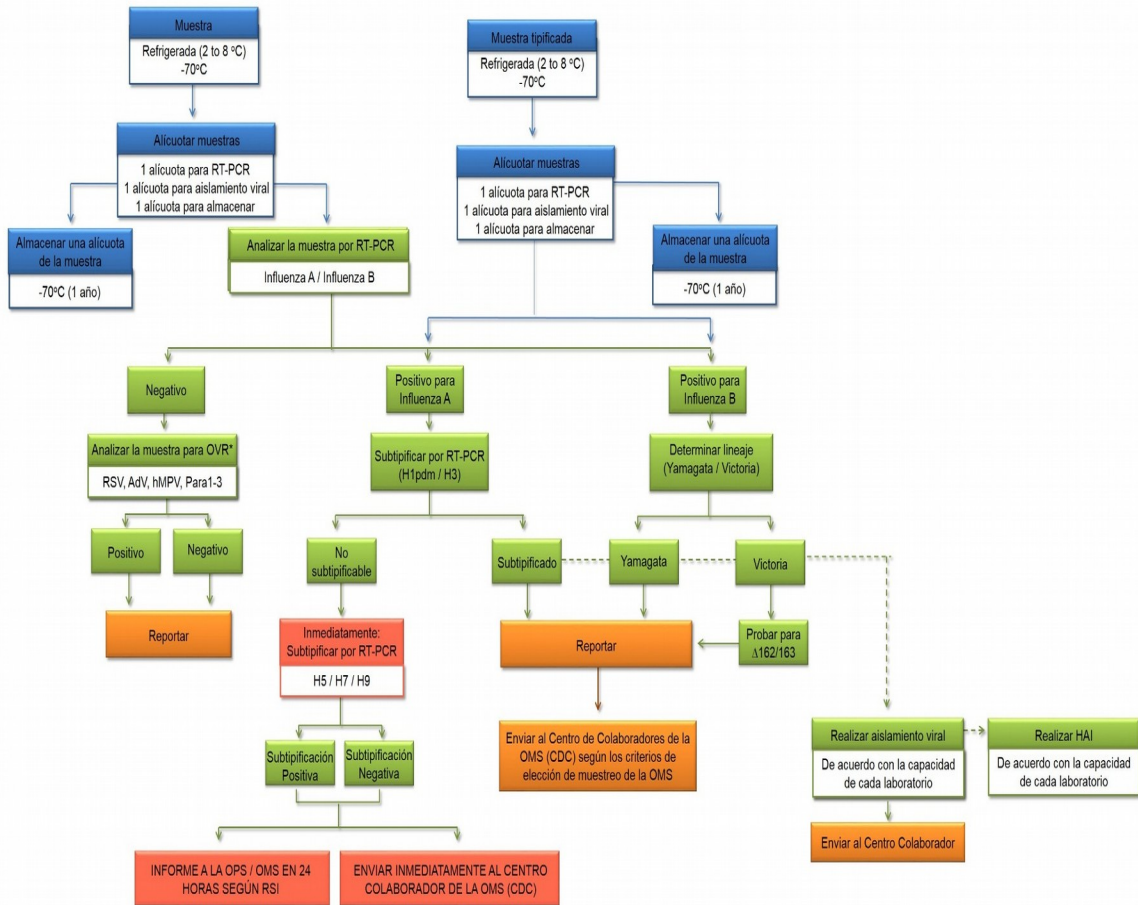 Muestra
Refrigerada (2 to 8 ºC)
-70ºC
Muestra tipificada
Refrigerada (2 to 8 ºC)
-70ºC
Alícuotar muestras
1 alícuota para RT-PCR
1 alícuota para aislamiento viral
1 alícuota para almacenar
Alícuotar muestras
1 alícuota para RT-PCR
1 alícuota para aislamiento viral
1 alícuota para almacenar
Almacenar una alícuota
de la muestra
-70ºC (1 año)
Analizar la muestra por RT-PCR
Influenza A / Influenza B
Almacenar una alícuota
de la muestra
-70ºC (1 año)
Negativo
Positivo para
Influenza A
Positivo para
Influenza B
Analizar la muestra para OVR*
RSV, AdV, hMPV, Para1-3
Subtipificar por RT-PCR
(H1pdm / H3)
Determinar lineaje
(Yamagata / Victoria)
Positivo
Negativo
No
subtipificable
Subtipificado
Yamagata
Victoria
Reportar
Inmediatamente:
Subtipificar por RT-PCR
H5 / H7 / H9
Reportar
Probar para
Δ162/163
Subtipificación
Positiva
Subtipificación
Negativa
Enviar al Centro de Colaboradores de la
OMS (CDC) según los criterios de
elección de muestreo de la OMS
Realizar aislamiento viral
De acuerdo con la capacidad
de cada laboratorio
Realizar HAI
De acuerdo con la capacidad
de cada laboratorio
Enviar al Centro Colaborador
INFORME A LA OPS / OMS EN 24
HORAS SEGÚN RSI
ENVIAR INMEDIATAMENTE AL CENTRO
COLABORADOR DE LA OMS (CDC)